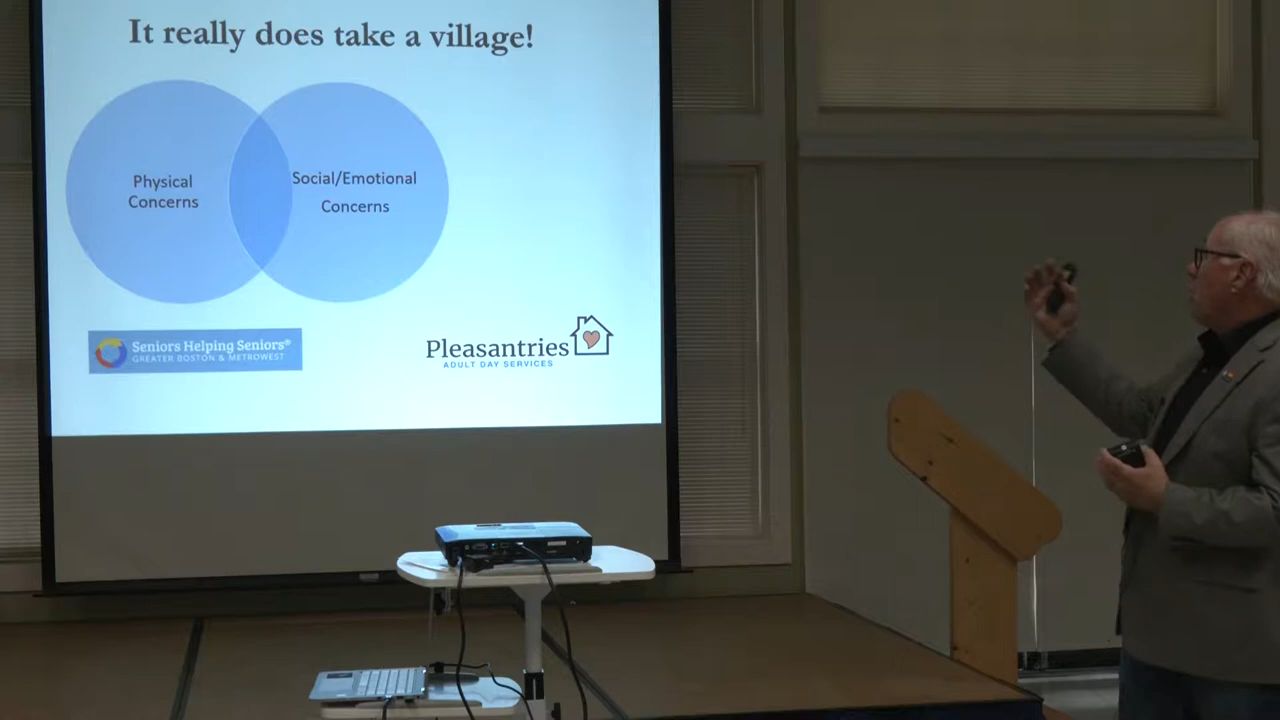 It really does take a village!
Physical
Concerns
Social/Emotional
Concerns
Seniors Helping Seniors®
GREATER BOSTON & METROWEST
Pleasantries
ADULT DAY SERVICES